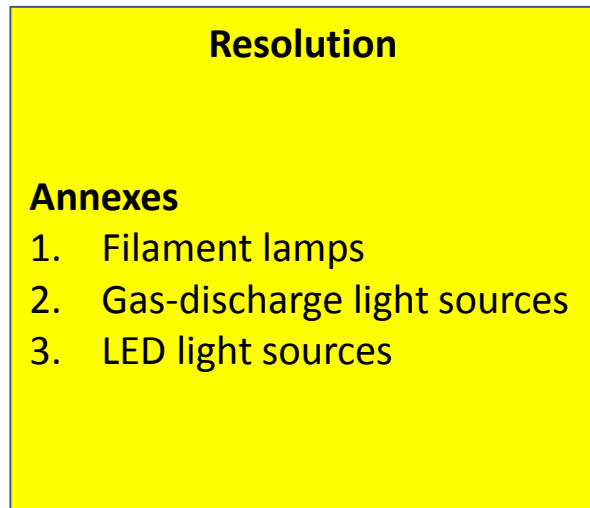 Resolution
Annexes
1. Filament lamps
2. Gas-discharge light sources
3. LED light sources